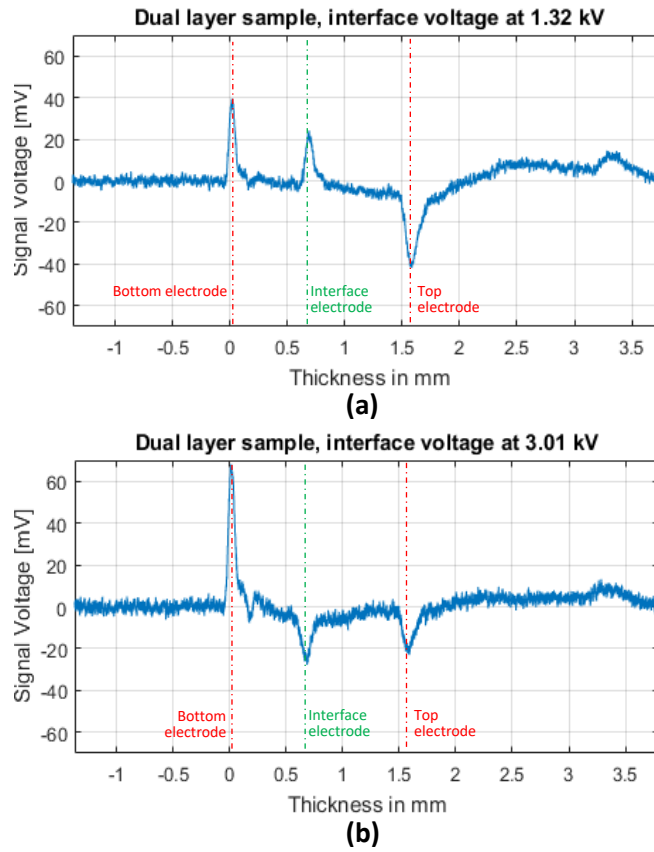 Dual layer sample, interface voltage at 1.32 kV
Signal Voltage [mV]
60
40
20
0
-20
-40
-60
Bottom electrode
Interface
electrode
Top
electrode
-1 -0.5 0 0.5 1 1.5 2 2.5 3 3.5
Thickness in mm
(a)
Dual layer sample, interface voltage at 3.01 kV
Signal Voltage [mV]
60
40
20
0
-20
-40
-60
Bottom
electrode
Interface
electrode
Top
electrode
-1 -0.5 0 0.5 1 1.5 2 2.5 3 3.5
Thickness in mm
(b)